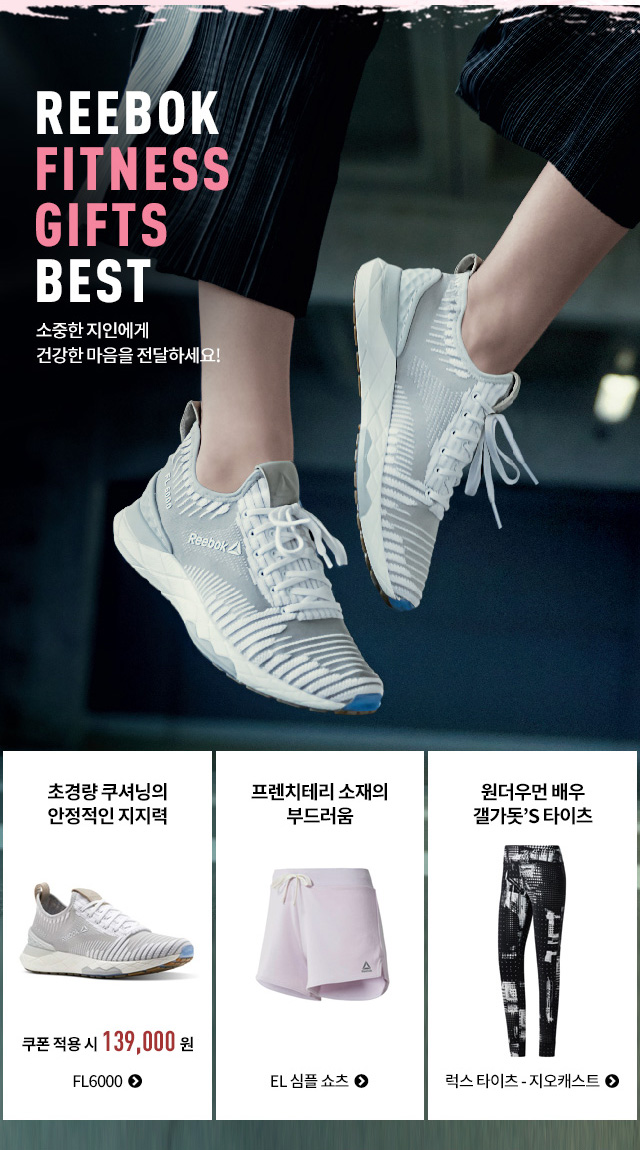 REEBOK
FITNESS
GIFTS
BEST
소중한 지인에게
건강한 마음을 전달하세요!
Reebok
초경량 쿠셔닝의
안정적인 지지력
쿠폰 적용 시 139,000 원
FL6000
프렌치테리 소재의
부드러움
EL 심플 쇼츠
원더우먼 배우
갤가돗’S 타이츠
럭스 타이츠 - 지오캐스트